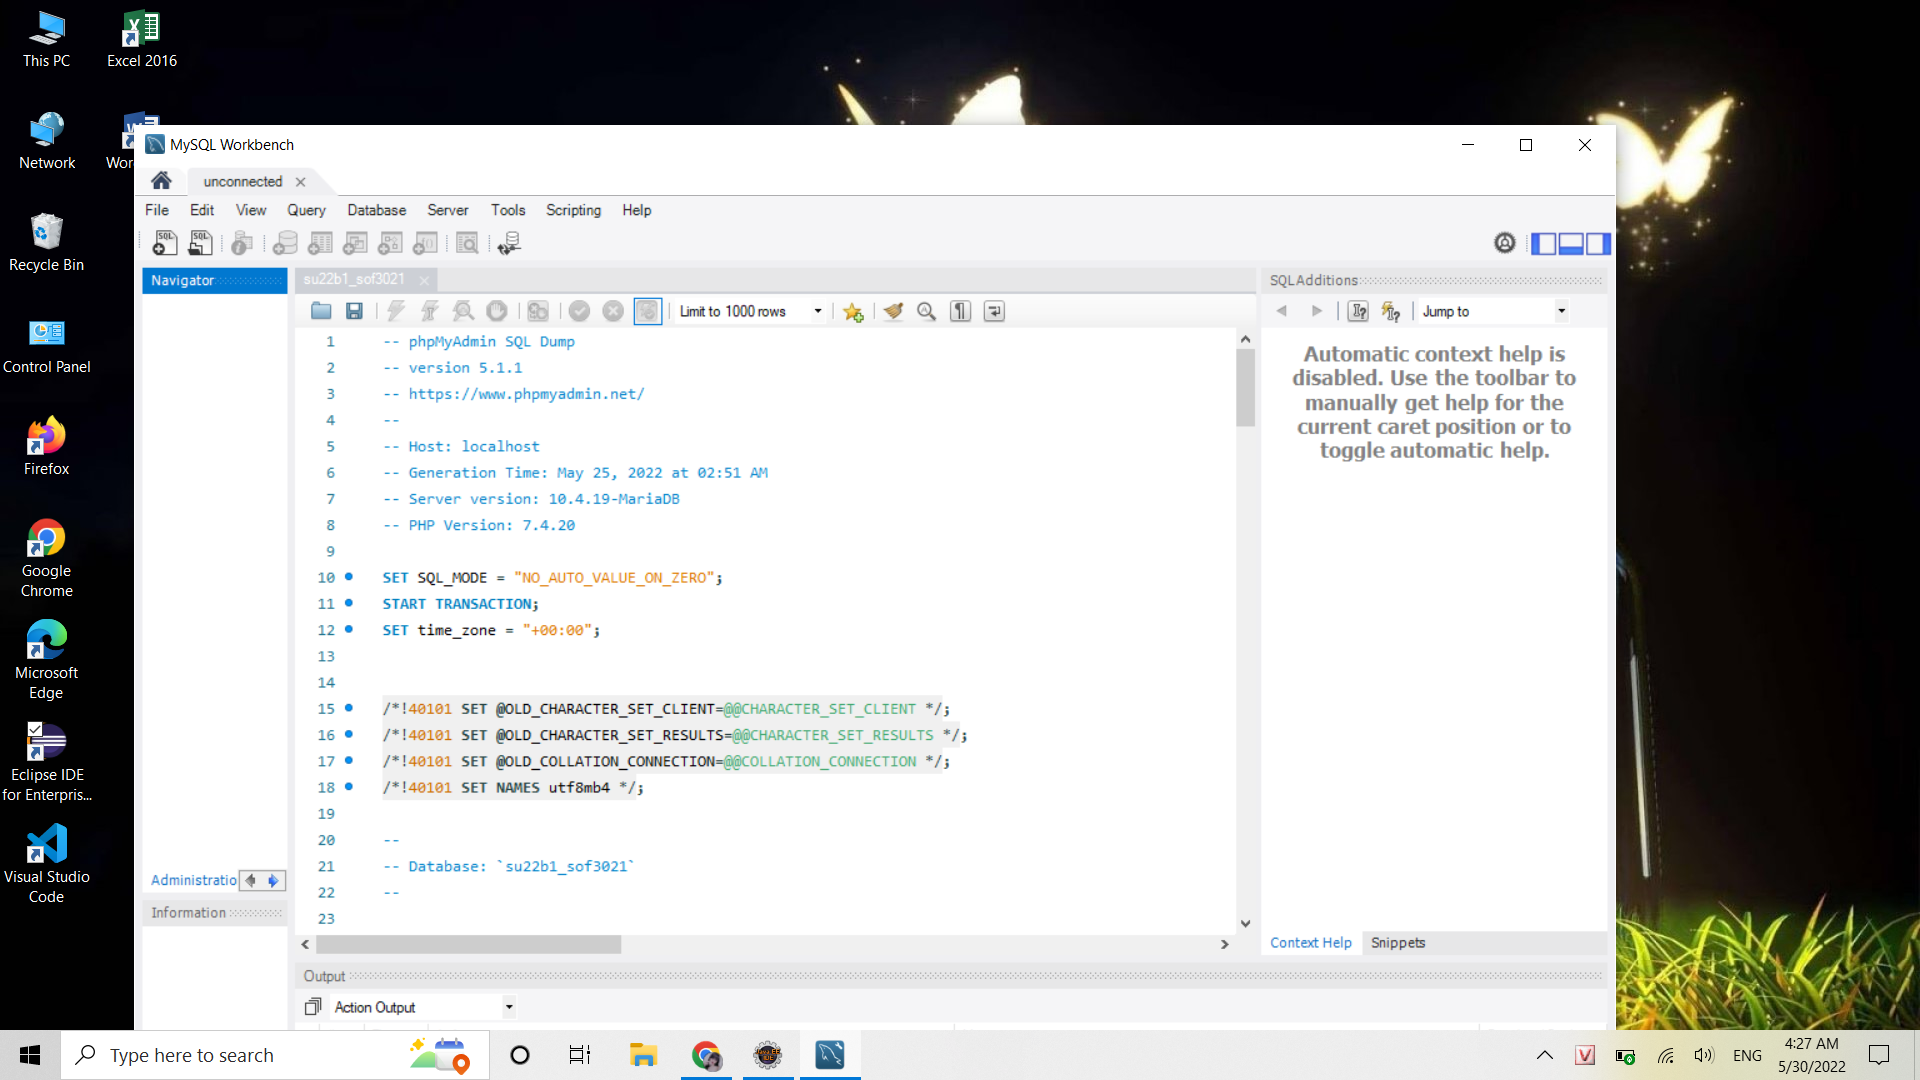 This PC
Excel 2016
Network
Wor
Recycle Bin
Control Panel
Firefox
Google
Chrome
Microsoft
Edge
Eclipse IDE
for Enterpris...
Visual Studio
Code
MySQL Workbench
unconnected
File Edit View Query Database Server Tools Scripting Help
Navigator
su22b1_sof3021
SQLAdditions
Limit to 1000 rows
Jump to
1 -- phpMyAdmin SQL Dump
2 -- version 5.1.1
3 -- https://www.phpmyadmin.net/
4 --
5 -- Host: localhost
6 -- Generation Time: May 25, 2022 at 02:51 AM
7 -- Server version: 10.4.19-MariaDB
8 -- PHP Version: 7.4.20
9
10 SET SQL_MODE = "NO_AUTO_VALUE_ON_ZERO";
11 START TRANSACTION;
12 SET time_zone = "+00:00";
13
14
15 /*!40101 SET @OLD_CHARACTER_SET_CLIENT=@@CHARACTER_SET_CLIENT */;
16 /*!40101 SET @OLD_CHARACTER_SET_RESULTS=@@CHARACTER_SET_RESULTS */;
17 /*!40101 SET @OLD_COLLATION_CONNECTION=@@COLLATION_CONNECTION */;
18 /*!40101 SET NAMES utf8mb4 */;
19
20 --
21 -- Database: `su22b1_sof3021`
22 --
23
Automatic context help is
disabled. Use the toolbar to
manually get help for the
current caret position or to
toggle automatic help.
Administratio
Information
Context Help Snippets
Output
Action Output
Type here to search
ENG
4:27 AM
5/30/2022